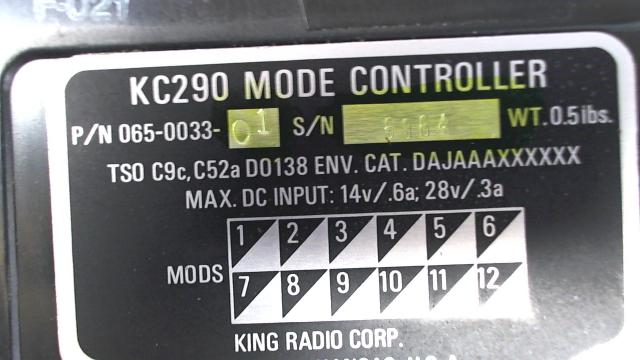 KC290 MODE CONTROLLER
P/N 065-0033-01 S/N WT. 0.5lbs.
TSO C9c, C52a DO138 ENV. CAT. DAJAAAXXXXXX
MAX. DC INPUT: 14v/.6a; 28v/.3a
1 2 3 4 5 6
MODS
7 8 9 10 11 12
KING RADIO CORP.